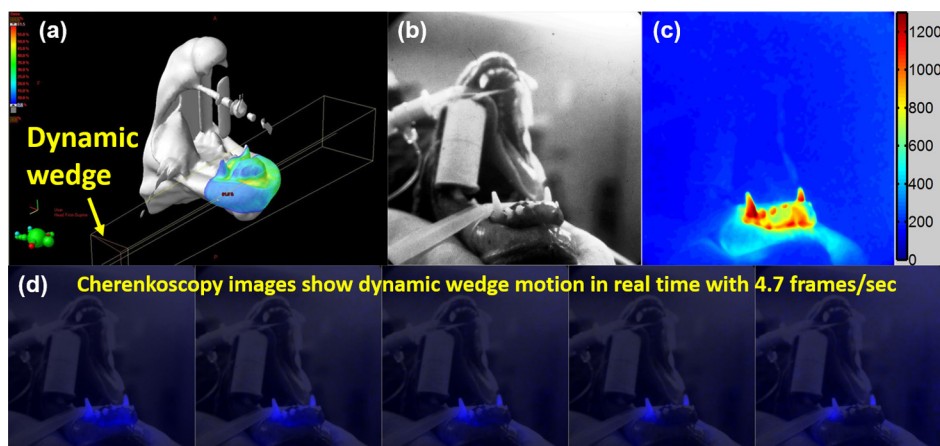 (a)
Dynamic
wedge
(b)
(c)
1200
1000
800
600
400
200
0
(d) Cherenkoscopy images show dynamic wedge motion in real time with 4.7 frames/sec